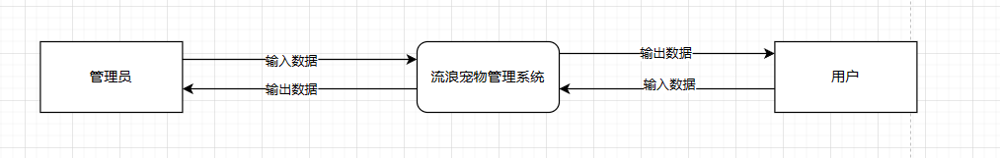 管理员
输入数据
输出数据
流浪宠物管理系统
输出数据
输入数据
用户